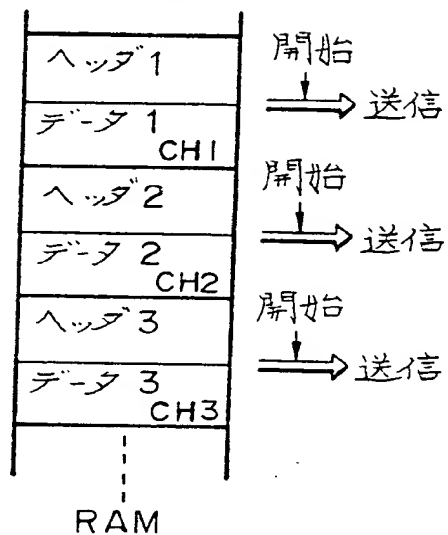 ヘッダ1
開始
送信
データ1
CH1
ヘッダ2
開始
送信
データ2
CH2
ヘッダ3
開始
送信
データ3
CH3
RAM